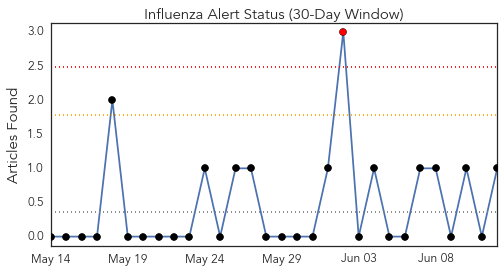 Influenza Alert Status (30-Day Window)
Articles Found
3.0
2.5
2.0
1.5
1.0
0.5
0.0
May 14 May 19 May 24 May 29 Jun 03 Jun 08